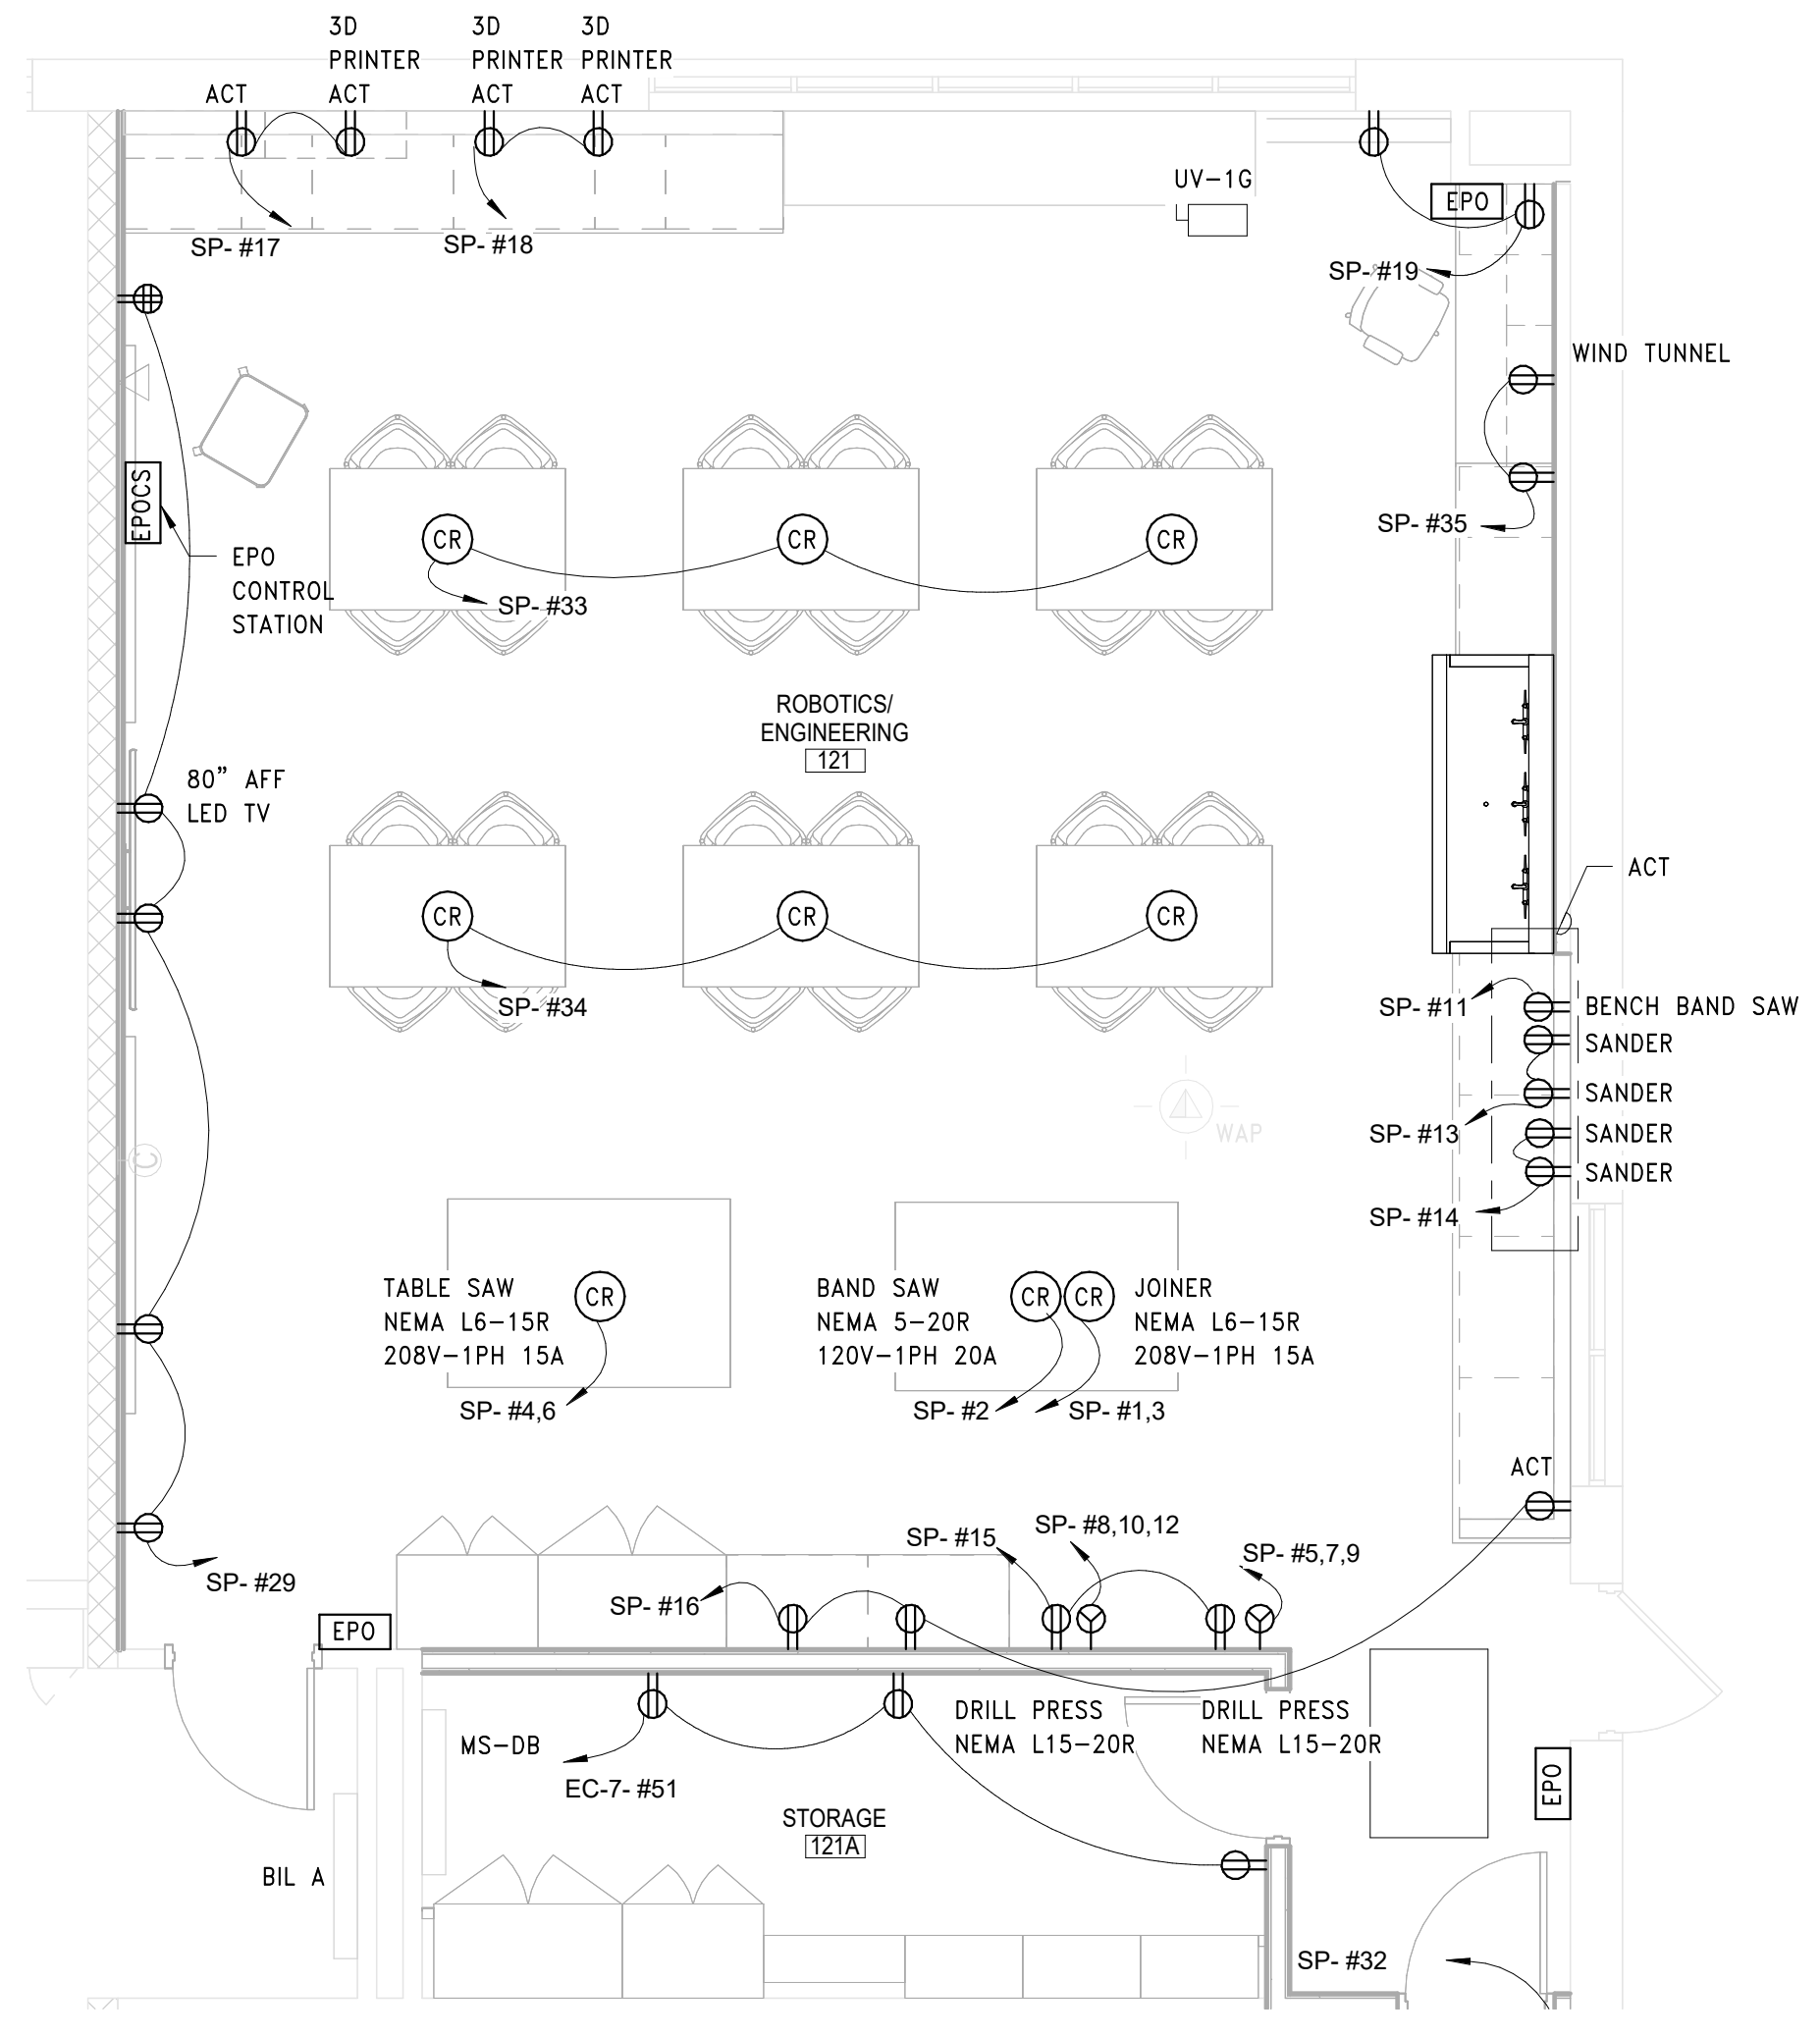 3D
PRINTER
ACT
3D
PRINTER
ACT
3D
PRINTER
ACT
ACT
SP- #17
SP- #18
UV-1G
EPO
SP- #19
WIND TUNNEL
EPOCS
EPO
CONTROL
STATION
CR
CR
CR
SP- #33
SP- #35
ROBOTICS/
ENGINEERING
121
80" AFF
LED TV
ACT
CR
CR
CR
SP- #34
SP- #11
BENCH BAND SAW
SANDER
SANDER
SP- #13
SANDER
SANDER
SP- #14
WAP
C
TABLE SAW
NEMA L6-15R
208V-1PH 15A
CR
SP- #4,6
BAND SAW
NEMA 5-20R
120V-1PH 20A
CR
CR
JOINER
NEMA L6-15R
208V-1PH 15A
SP- #2
SP- #1,3
ACT
SP- #15
SP- #8,10,12
SP- #5,7,9
SP- #29
SP- #16
EPO
DRILL PRESS
NEMA L15-20R
DRILL PRESS
NEMA L15-20R
MS-DB
EC-7- #51
EPO
STORAGE
121A
BIL A
SP- #32